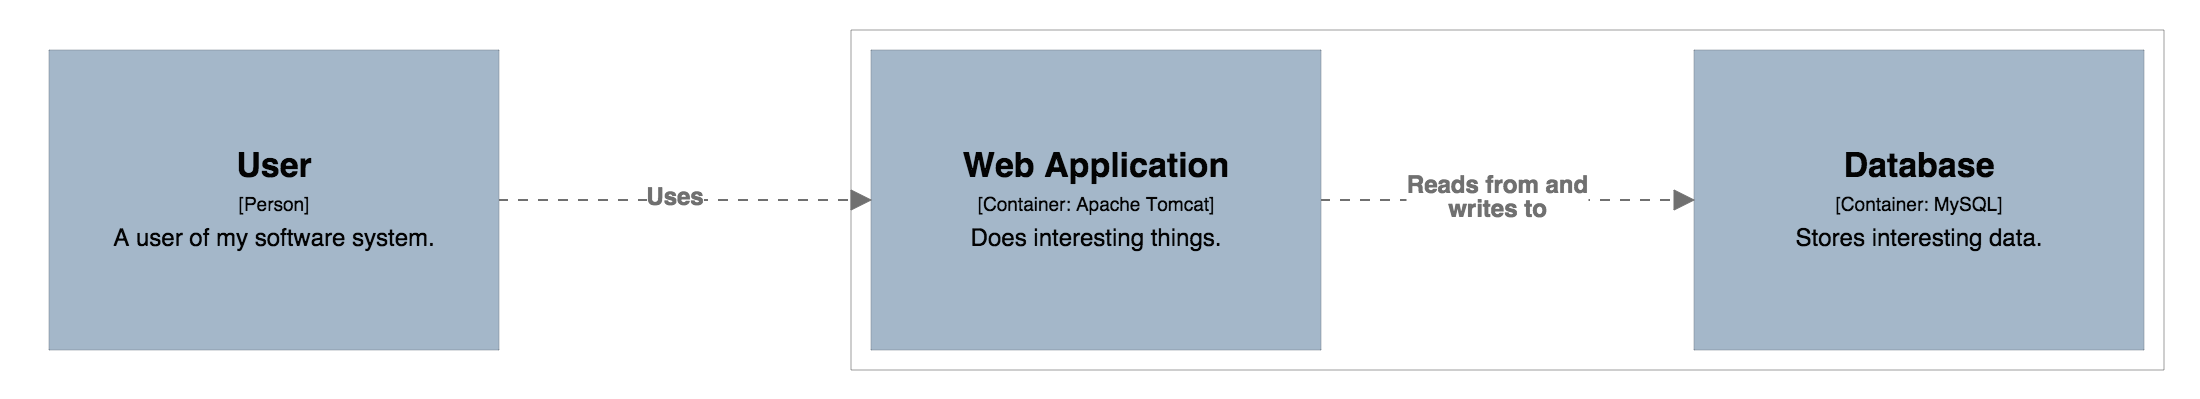 User
[Person]
A user of my software system.
Uses
Web Application
[Container: Apache Tomcat]
Does interesting things.
Reads from and
writes to
Database
[Container: MySQL]
Stores interesting data.